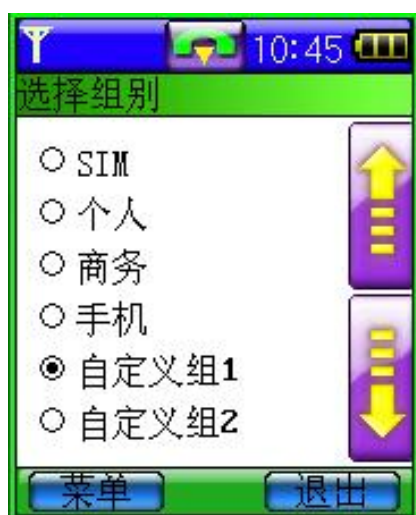 10:45
选择组别
SIM
个人
商务
手机
自定义组1
自定义组2
菜单 退出